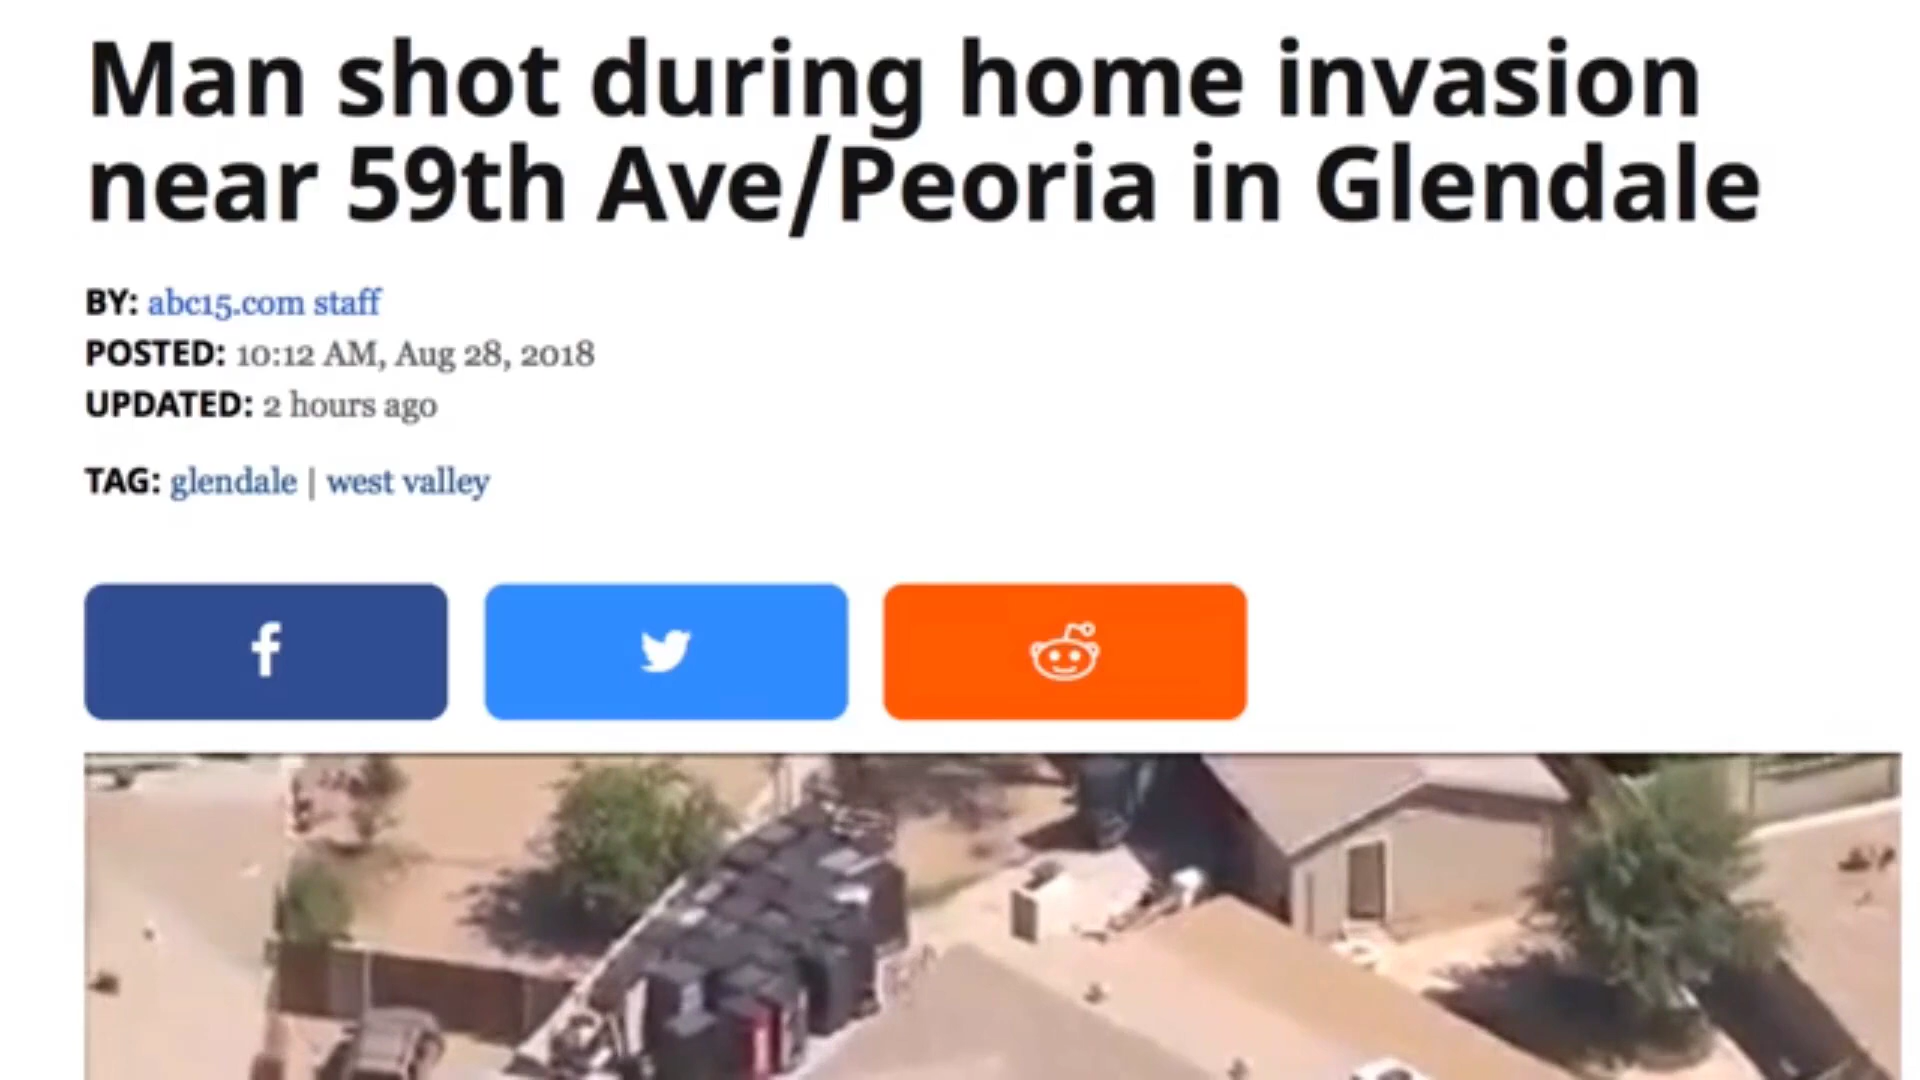 Man shot during home invasion
near 59th Ave/Peoria in Glendale
BY: abc15.com staff
POSTED: 10:12 AM, Aug 28, 2018
UPDATED: 2 hours ago
TAG: glendale | west valley